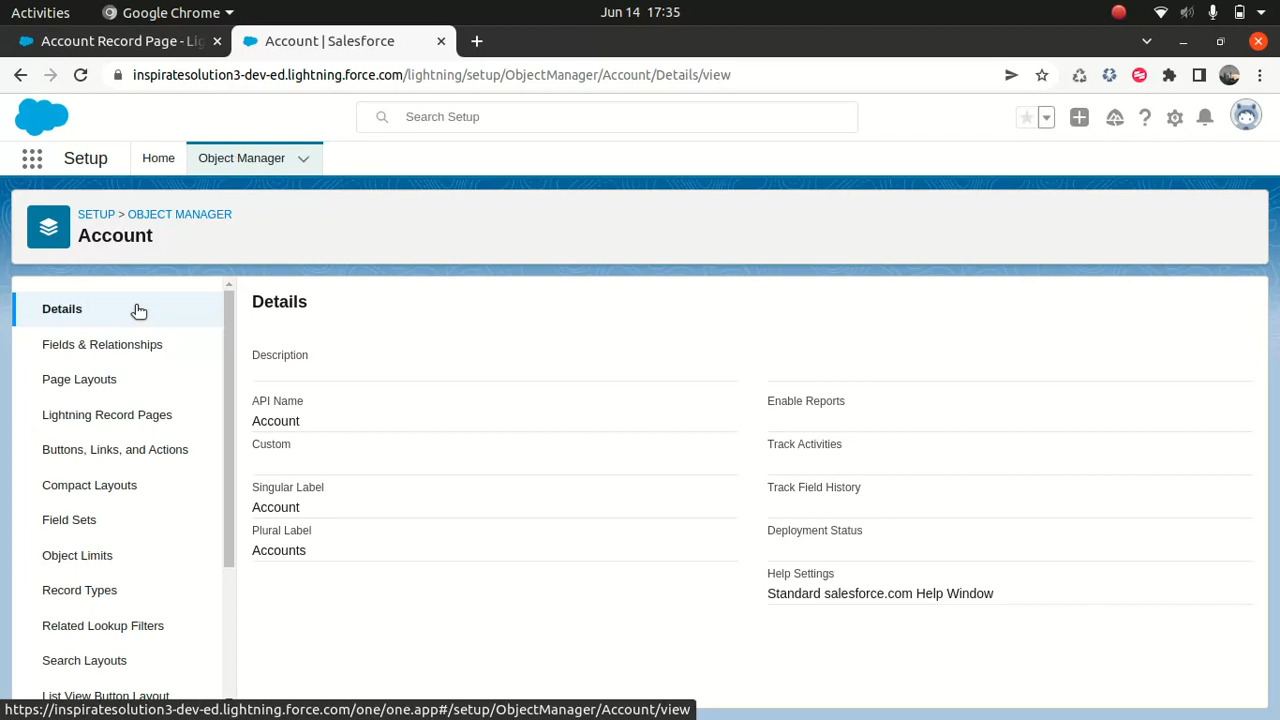 Activities Google Chrome Jun 14 17:35
Account Record Page - Lig Account | Salesforce
inspiratesolution3-dev-ed.lightning.force.com/lightning/setup/ObjectManager/Account/Details/view
Search Setup
Setup Home Object Manager
SETUP > OBJECT MANAGER
Account
Details
Fields & Relationships
Page Layouts
Lightning Record Pages
Buttons, Links, and Actions
Compact Layouts
Field Sets
Object Limits
Record Types
Related Lookup Filters
Search Layouts
List View Button Layout
Details
Description
API Name
Account
Custom
Singular Label
Account
Plural Label
Accounts
Enable Reports
Track Activities
Track Field History
Deployment Status
Help Settings
Standard salesforce.com Help Window
https://inspiratesolution3-dev-ed.lightning.force.com/one/one.app#/setup/ObjectManager/Account/view